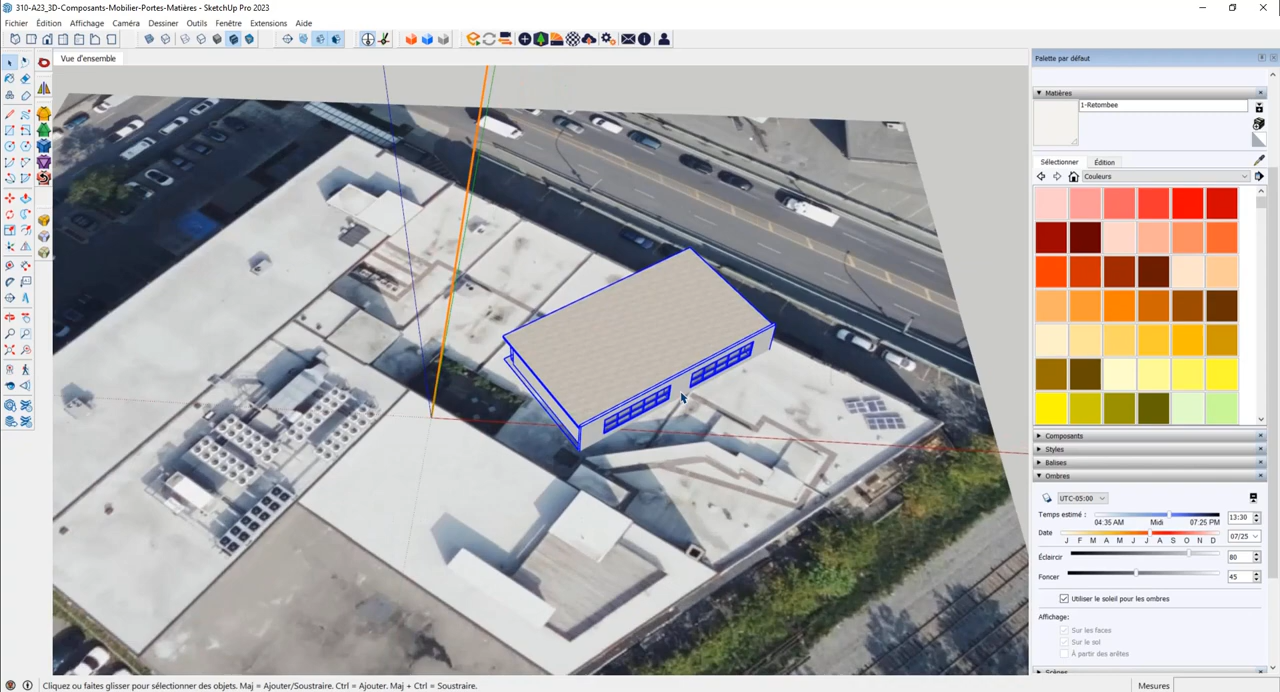 310-A23_3D-Composants-Mobilier-Portes-Matières - SketchUp Pro 2023
Fichier Édition Affichage Caméra Dessiner Outils Fenêtre Extensions Aide
Vue d'ensemble
Palette par défaut
Matières
1-Retombee
Sélectionner Édition
Couleurs
Composants
Styles
Balises
Ombres
UTC-05:00
Temps estimé : 13:30
04:35 AM Midi 07:25 PM
Date 07/25
J F M A M J J A S O N D
Éclaircir 80
Foncer 45
Utiliser le soleil pour les ombres
Affichage:
Sur les faces
Sur le sol
À partir des arêtes
Scènes
Cliquez ou faites glisser pour sélectionner des objets. Maj = Ajouter/Soustraire. Ctrl = Ajouter. Maj + Ctrl = Soustraire.
Mesures